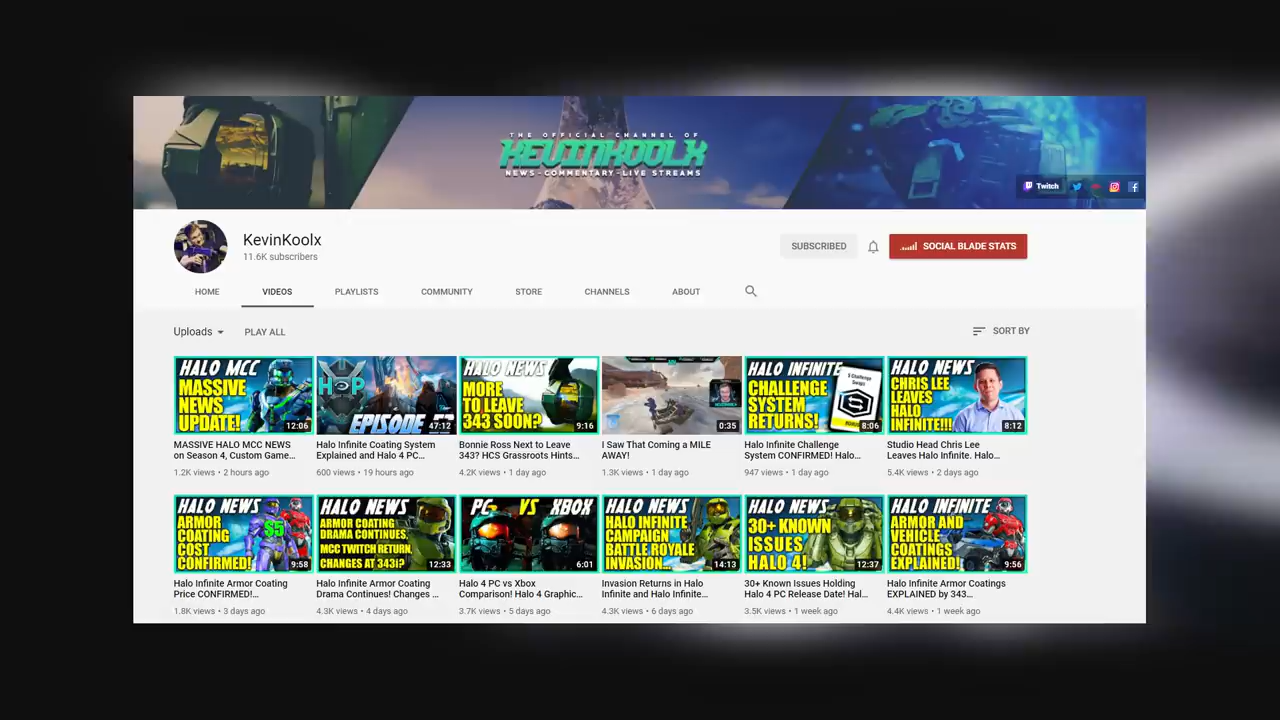 THE OFFICIAL CHANNEL OF
KEVINKOOLX
NEWS-COMMENTARY-LIVE STREAMS
Twitch
KevinKoolx
11.6K subscribers
SUBSCRIBED
SOCIAL BLADE STATS
HOME VIDEOS PLAYLISTS COMMUNITY STORE CHANNELS ABOUT
Uploads PLAY ALL SORT BY
HALO MCC
MASSIVE
NEWS
UPDATE!
12:06
MASSIVE HALO MCC NEWS
on Season 4, Custom Game...
1.2K views • 2 hours ago
HOP
EPISODE 53
47:12
Halo Infinite Coating System
Explained and Halo 4 PC...
600 views • 19 hours ago
HALO NEWS
MORE
TO LEAVE
343 SOON?
9:16
Bonnie Ross Next to Leave
343? HCS Grassroots Hints...
4.2K views • 1 day ago
0:35
I Saw That Coming a MILE
AWAY!
1.3K views • 1 day ago
HALO INFINITE
CHALLENGE
SYSTEM
RETURNS!
5 Challenge
Swaps
8:06
Halo Infinite Challenge
System CONFIRMED! Halo...
947 views • 1 day ago
HALO NEWS
CHRIS LEE
LEAVES
HALO
INFINITE!!!
8:12
Studio Head Chris Lee
Leaves Halo Infinite. Halo...
5.4K views • 2 days ago
HALO NEWS
ARMOR
COATING
COST
CONFIRMED!
$5
9:58
Halo Infinite Armor Coating
Price CONFIRMED!...
1.8K views • 3 days ago
HALO NEWS
ARMOR COATING
DRAMA CONTINUES,
MCC TWITCH RETURN,
CHANGES AT 343I?
12:33
Halo Infinite Armor Coating
Drama Continues! Changes ...
4.3K views • 4 days ago
PC VS XBOX
6:01
Halo 4 PC vs Xbox
Comparison! Halo 4 Graphic...
3.7K views • 5 days ago
HALO NEWS
HALO INFINITE
CAMPAIGN
BATTLE ROYALE
INVASION...
14:13
Invasion Returns in Halo
Infinite and Halo Infinite...
4.3K views • 6 days ago
HALO NEWS
30+ KNOWN
ISSUES
HALO 4!
12:37
30+ Known Issues Holding
Halo 4 PC Release Date! Hal...
3.5K views • 1 week ago
HALO INFINITE
ARMOR AND
VEHICLE
COATINGS
EXPLAINED!
9:56
Halo Infinite Armor Coatings
EXPLAINED by 343...
4.4K views • 1 week ago